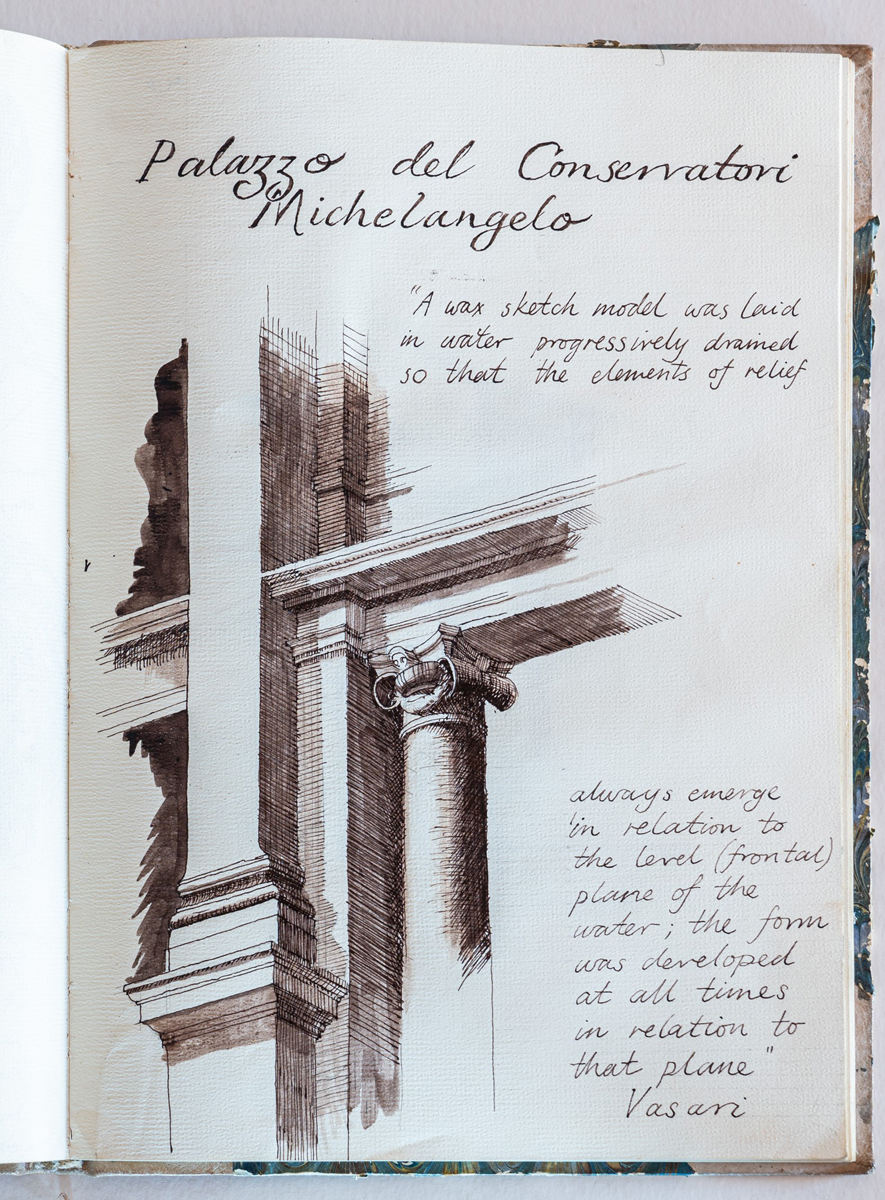 Palazzo del Conservatori
Michelangelo
"A wax sketch model was laid
in water progressively drained
so that the elements of relief
always emerge
in relation to
the level (frontal)
plane of the
water; the form
was developed
at all times
in relation to
that plane"
Vasari